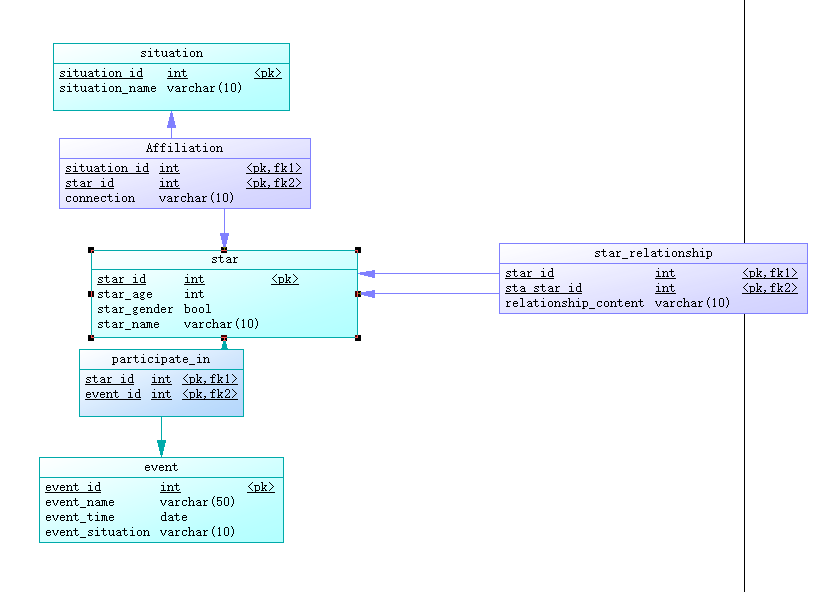 situation
situation_id int <pk>
situation_name varchar(10)
Affiliation
situation_id int <pk,fk1>
star_id int <pk,fk2>
connection varchar(10)
star
star_id int <pk>
star_age int
star_gender bool
star_name varchar(10)
star_relationship
star_id int <pk,fk1>
sta_star_id int <pk,fk2>
relationship_content varchar(10)
participate_in
star_id int <pk,fk1>
event_id int <pk,fk2>
event
event_id int <pk>
event_name varchar(50)
event_time date
event_situation varchar(10)